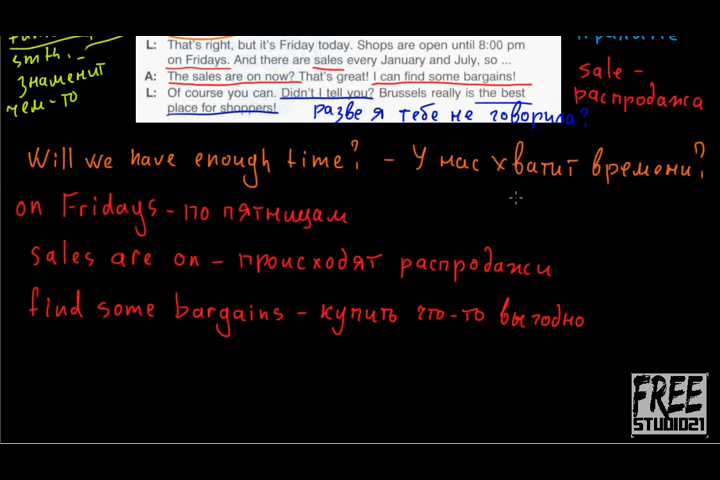 smth. –
знаменит
чем-то
L: That's right, but it's Friday today. Shops are open until 8:00 pm
on Fridays. And there are sales every January and July, so ...
A: The sales are on now? That's great! I can find some bargains!
L: Of course you can. Didn't I tell you? Brussels really is the best
place for shoppers!
разве я тебе не говорила?
sale –
распродажа
Will we have enough time? – У нас хватит времени?
on Fridays – по пятницам
sales are on – происходят распродажи
find some bargains – купить что-то выгодно
FREE
STUDIO21